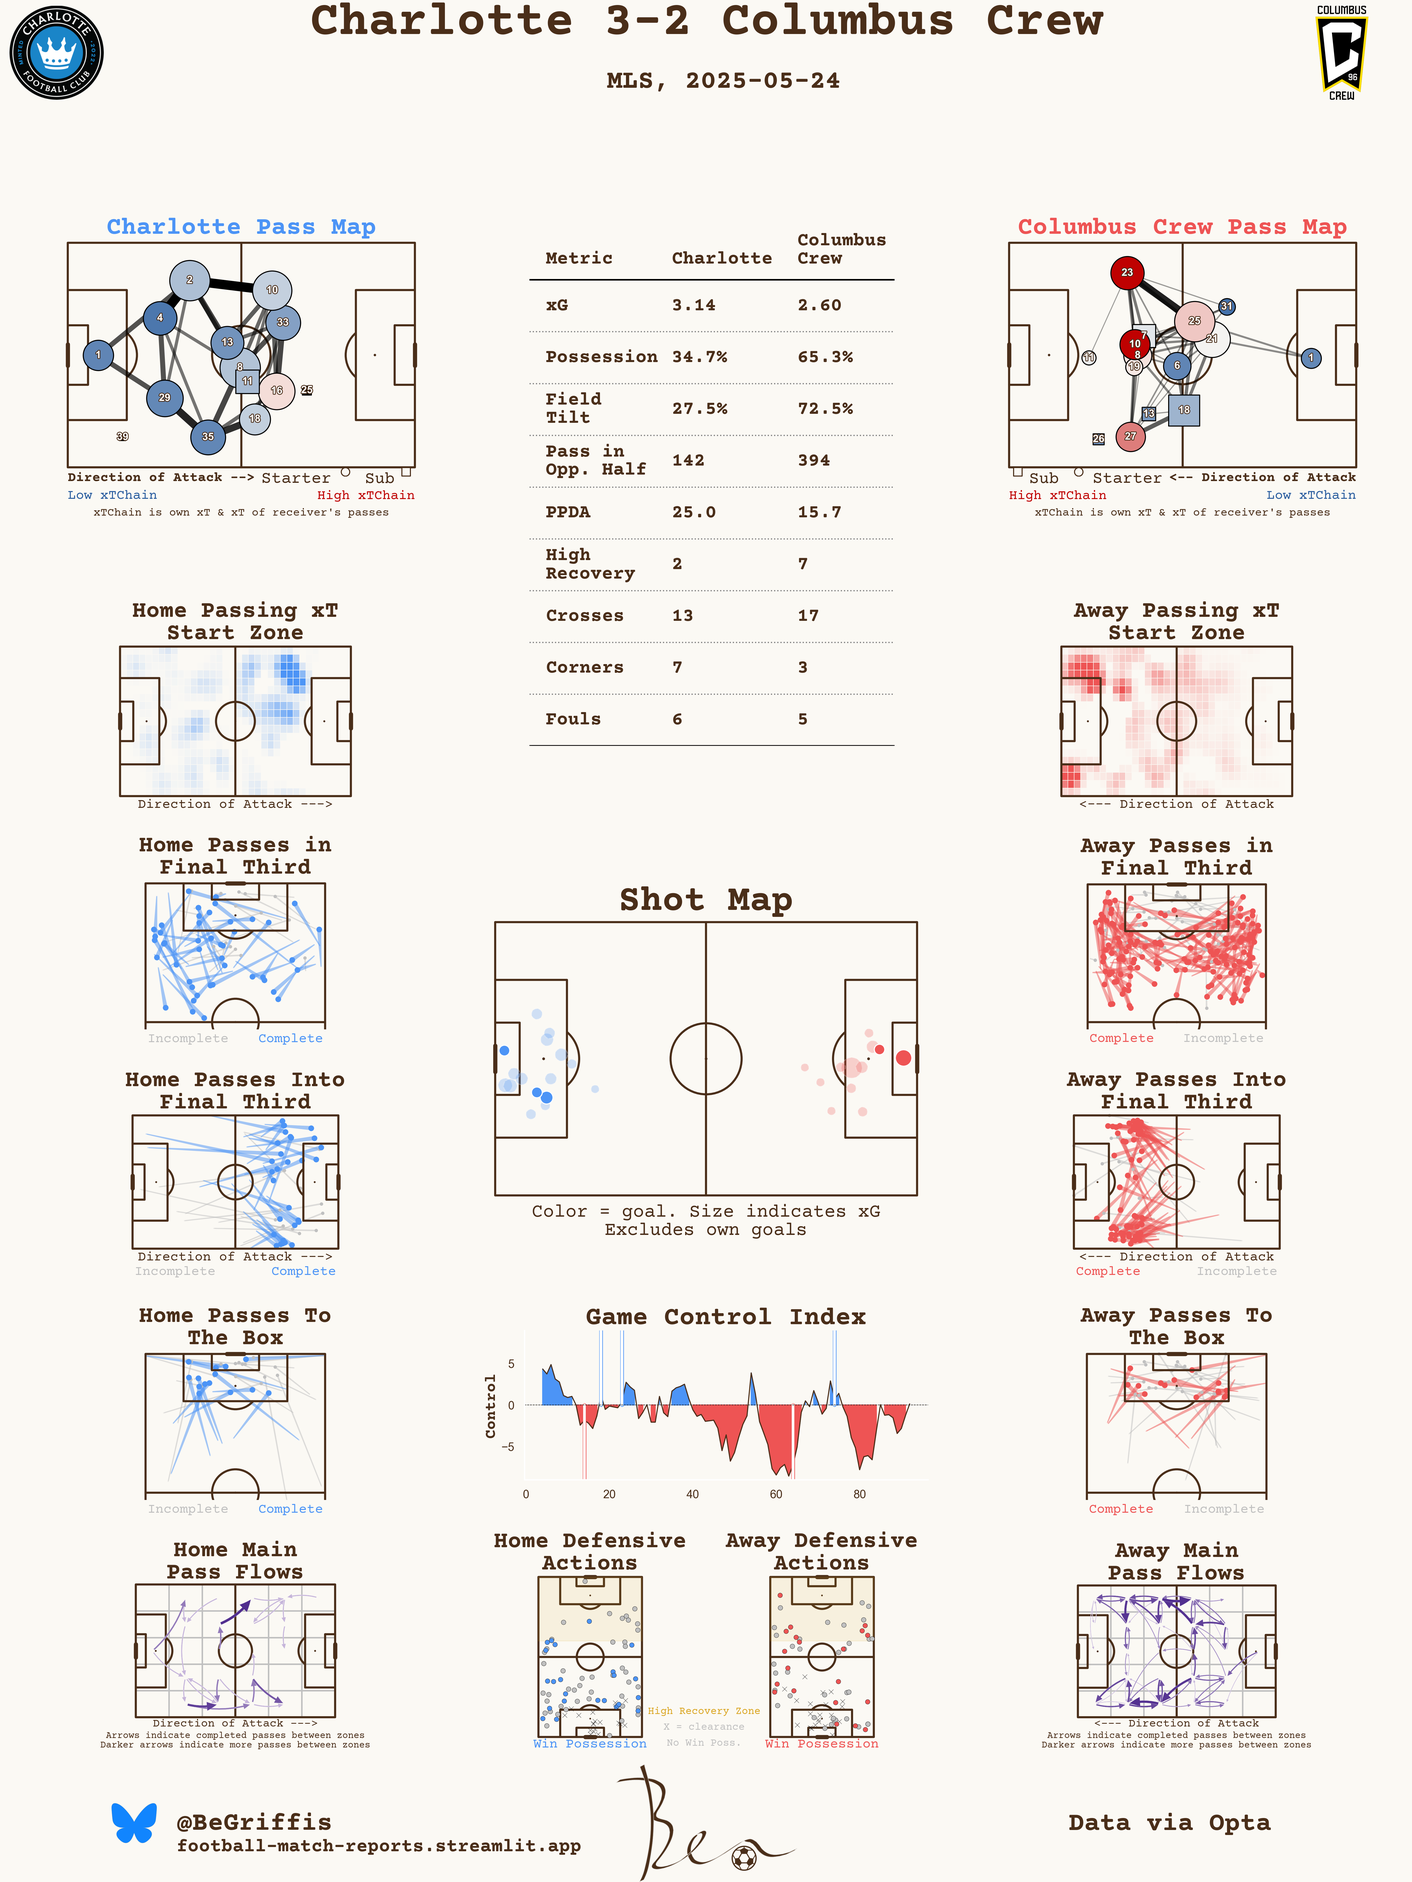 Charlotte 3-2 Columbus Crew
MLS, 2025-05-24
CHARLOTTE
MINTED
2022
FOOTBALL CLUB
COLUMBUS
96
CREW
Charlotte Pass Map
2
10
4
33
13
1
8
11
16
25
29
18
35
39
Direction of Attack --> Starter Sub
Low xTChain High xTChain
xTChain is own xT & xT of receiver's passes
Metric Charlotte Columbus Crew
xG 3.14 2.60
Possession 34.7% 65.3%
Field Tilt 27.5% 72.5%
Pass in Opp. Half 142 394
PPDA 25.0 15.7
High Recovery 2 7
Crosses 13 17
Corners 7 3
Fouls 6 5
Columbus Crew Pass Map
23
31
25
7
21
10
8
11
19
6
1
13
18
26
27
Sub Starter <-- Direction of Attack
High xTChain Low xTChain
xTChain is own xT & xT of receiver's passes
Home Passing xT
Start Zone
Direction of Attack --->
Away Passing xT
Start Zone
<--- Direction of Attack
Home Passes in
Final Third
Incomplete Complete
Shot Map
Color = goal. Size indicates xG
Excludes own goals
Away Passes in
Final Third
Complete Incomplete
Home Passes Into
Final Third
Direction of Attack --->
Incomplete Complete
Away Passes Into
Final Third
<--- Direction of Attack
Complete Incomplete
Home Passes To
The Box
Incomplete Complete
Game Control Index
Control
5
0
−5
0 20 40 60 80
Away Passes To
The Box
Complete Incomplete
Home Main
Pass Flows
Direction of Attack --->
Arrows indicate completed passes between zones
Darker arrows indicate more passes between zones
Home Defensive
Actions
Win Possession
High Recovery Zone
X = clearance
No Win Poss.
Away Defensive
Actions
Win Possession
Away Main
Pass Flows
<--- Direction of Attack
Arrows indicate completed passes between zones
Darker arrows indicate more passes between zones
@BeGriffis
football-match-reports.streamlit.app
Ben
Data via Opta